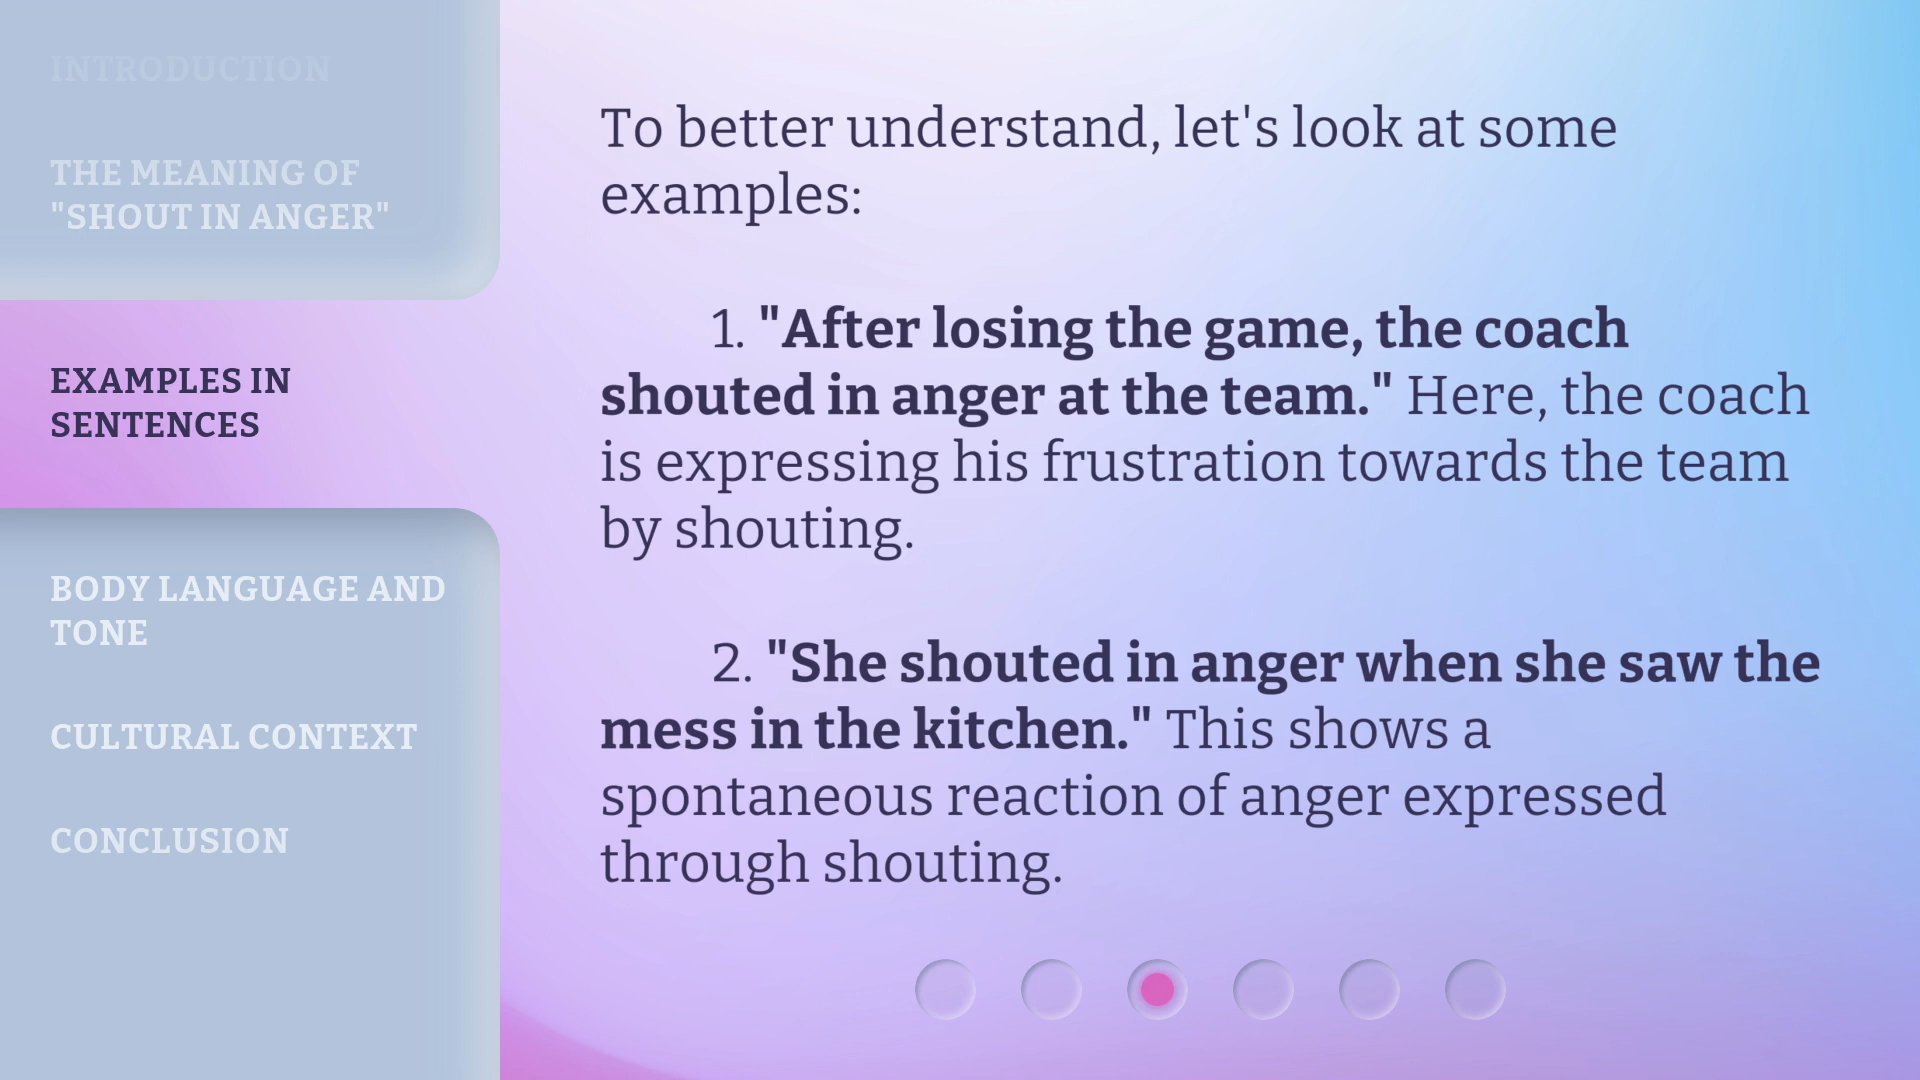 INTRODUCTION
THE MEANING OF
"SHOUT IN ANGER"
EXAMPLES IN
SENTENCES
BODY LANGUAGE AND
TONE
CULTURAL CONTEXT
CONCLUSION
To better understand, let's look at some
examples:
1. "After losing the game, the coach
shouted in anger at the team." Here, the coach
is expressing his frustration towards the team
by shouting.
2. "She shouted in anger when she saw the
mess in the kitchen." This shows a
spontaneous reaction of anger expressed
through shouting.